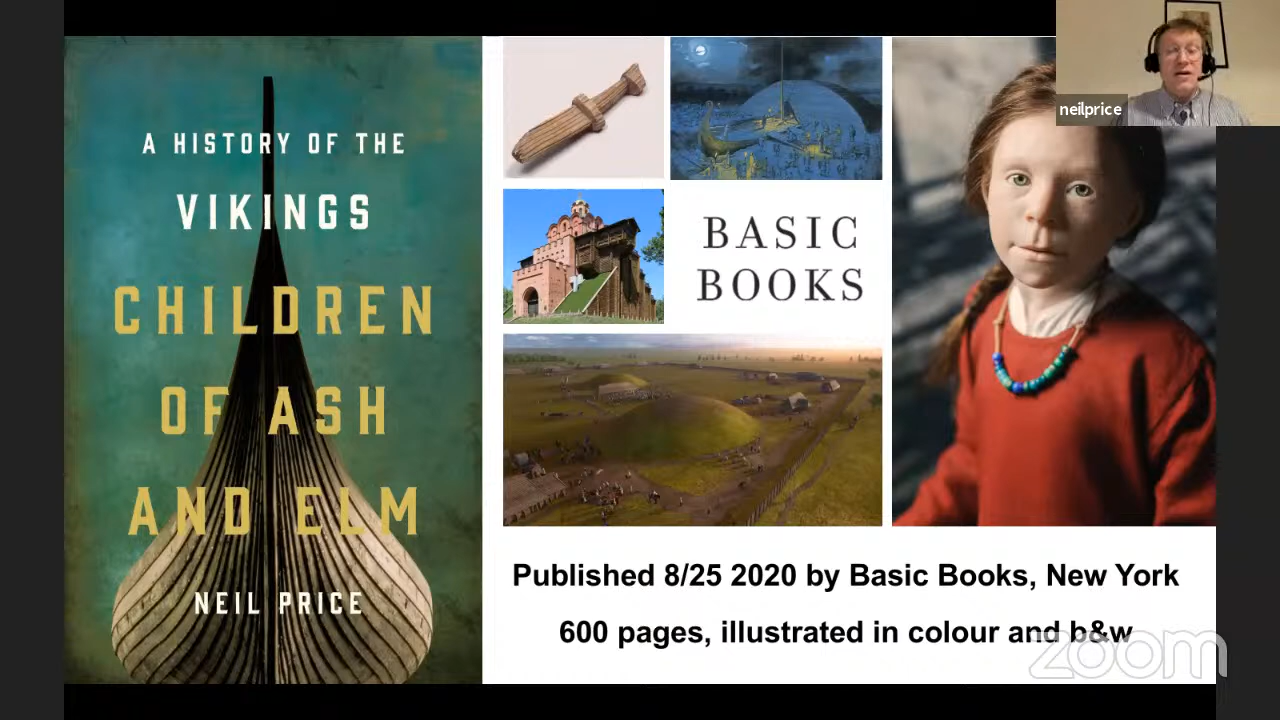 A HISTORY OF THE
VIKINGS
CHILDREN
OF ASH
AND ELM
NEIL PRICE
BASIC
BOOKS
neilprice
Published 8/25 2020 by Basic Books, New York
600 pages, illustrated in colour and b&w
zoom